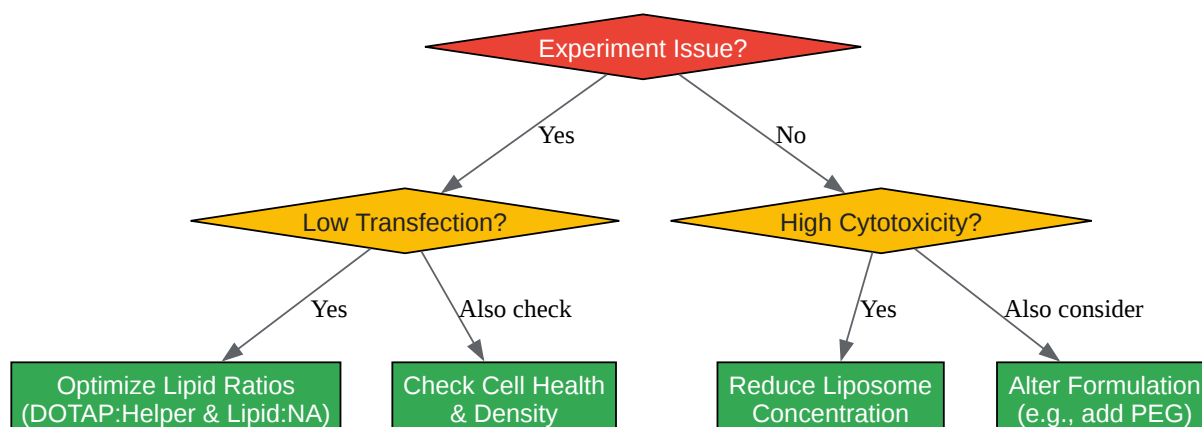 Experiment Issue?
Yes
No
Low Transfection?
High Cytotoxicity?
Yes
Also check
Yes
Also consider
Optimize Lipid Ratios
(DOTAP:Helper & Lipid:NA)
Check Cell Health
& Density
Reduce Liposome
Concentration
Alter Formulation
(e.g., add PEG)